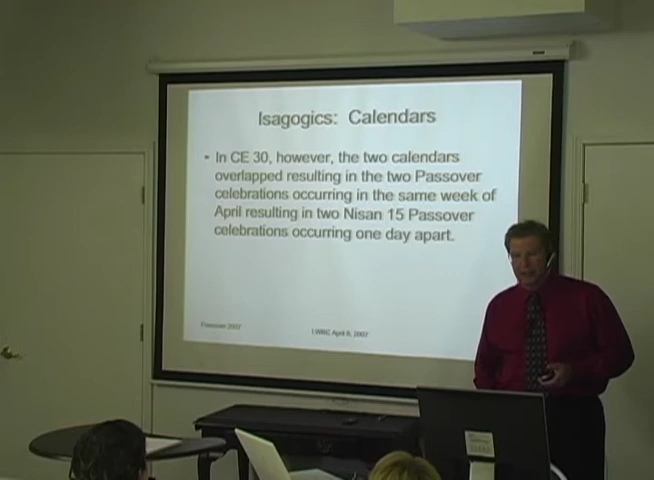 Isagogics: Calendars
- In CE 30, however, the two calendars
overlapped resulting in the two Passover
celebrations occurring in the same week of
April resulting in two Nisan 15 Passover
celebrations occurring one day apart.
Passover 2007
LWBC April 8, 2007